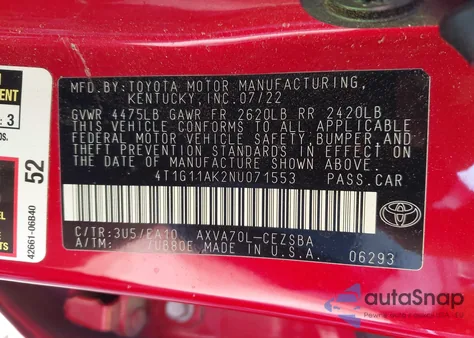 MFD.BY:TOYOTA MOTOR MANUFACTURING,
KENTUCKY, INC. 07/22
GVWR 4475LB GAWR FR 2620LB RR 2420LB
THIS VEHICLE CONFORMS TO ALL APPLICABLE
FEDERAL MOTOR VEHICLE SAFETY, BUMPER, AND THEFT
PREVENTION STANDARDS IN EFFECT ON THE DATE
OF MANUFACTURE SHOWN ABOVE.
4T1G11AK2NU071553 PASS.CAR
C/TR:3U5/EA10 AXVA70L-CEZSBA
A/TM: /UB80E MADE IN U.S.A.
06293
TOYOTA
3
52
42661-06B40
autoSnap